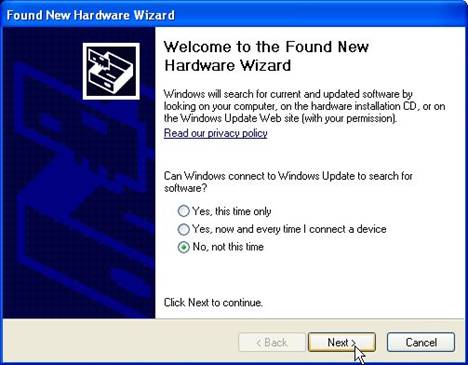 Found New Hardware Wizard
Welcome to the Found New
Hardware Wizard
Windows will search for current and updated software by
looking on your computer, on the hardware installation CD, or on
the Windows Update Web site (with your permission).
Read our privacy policy
Can Windows connect to Windows Update to search for
software?
Yes, this time only
Yes, now and every time I connect a device
No, not this time
Click Next to continue.
< Back Next > Cancel